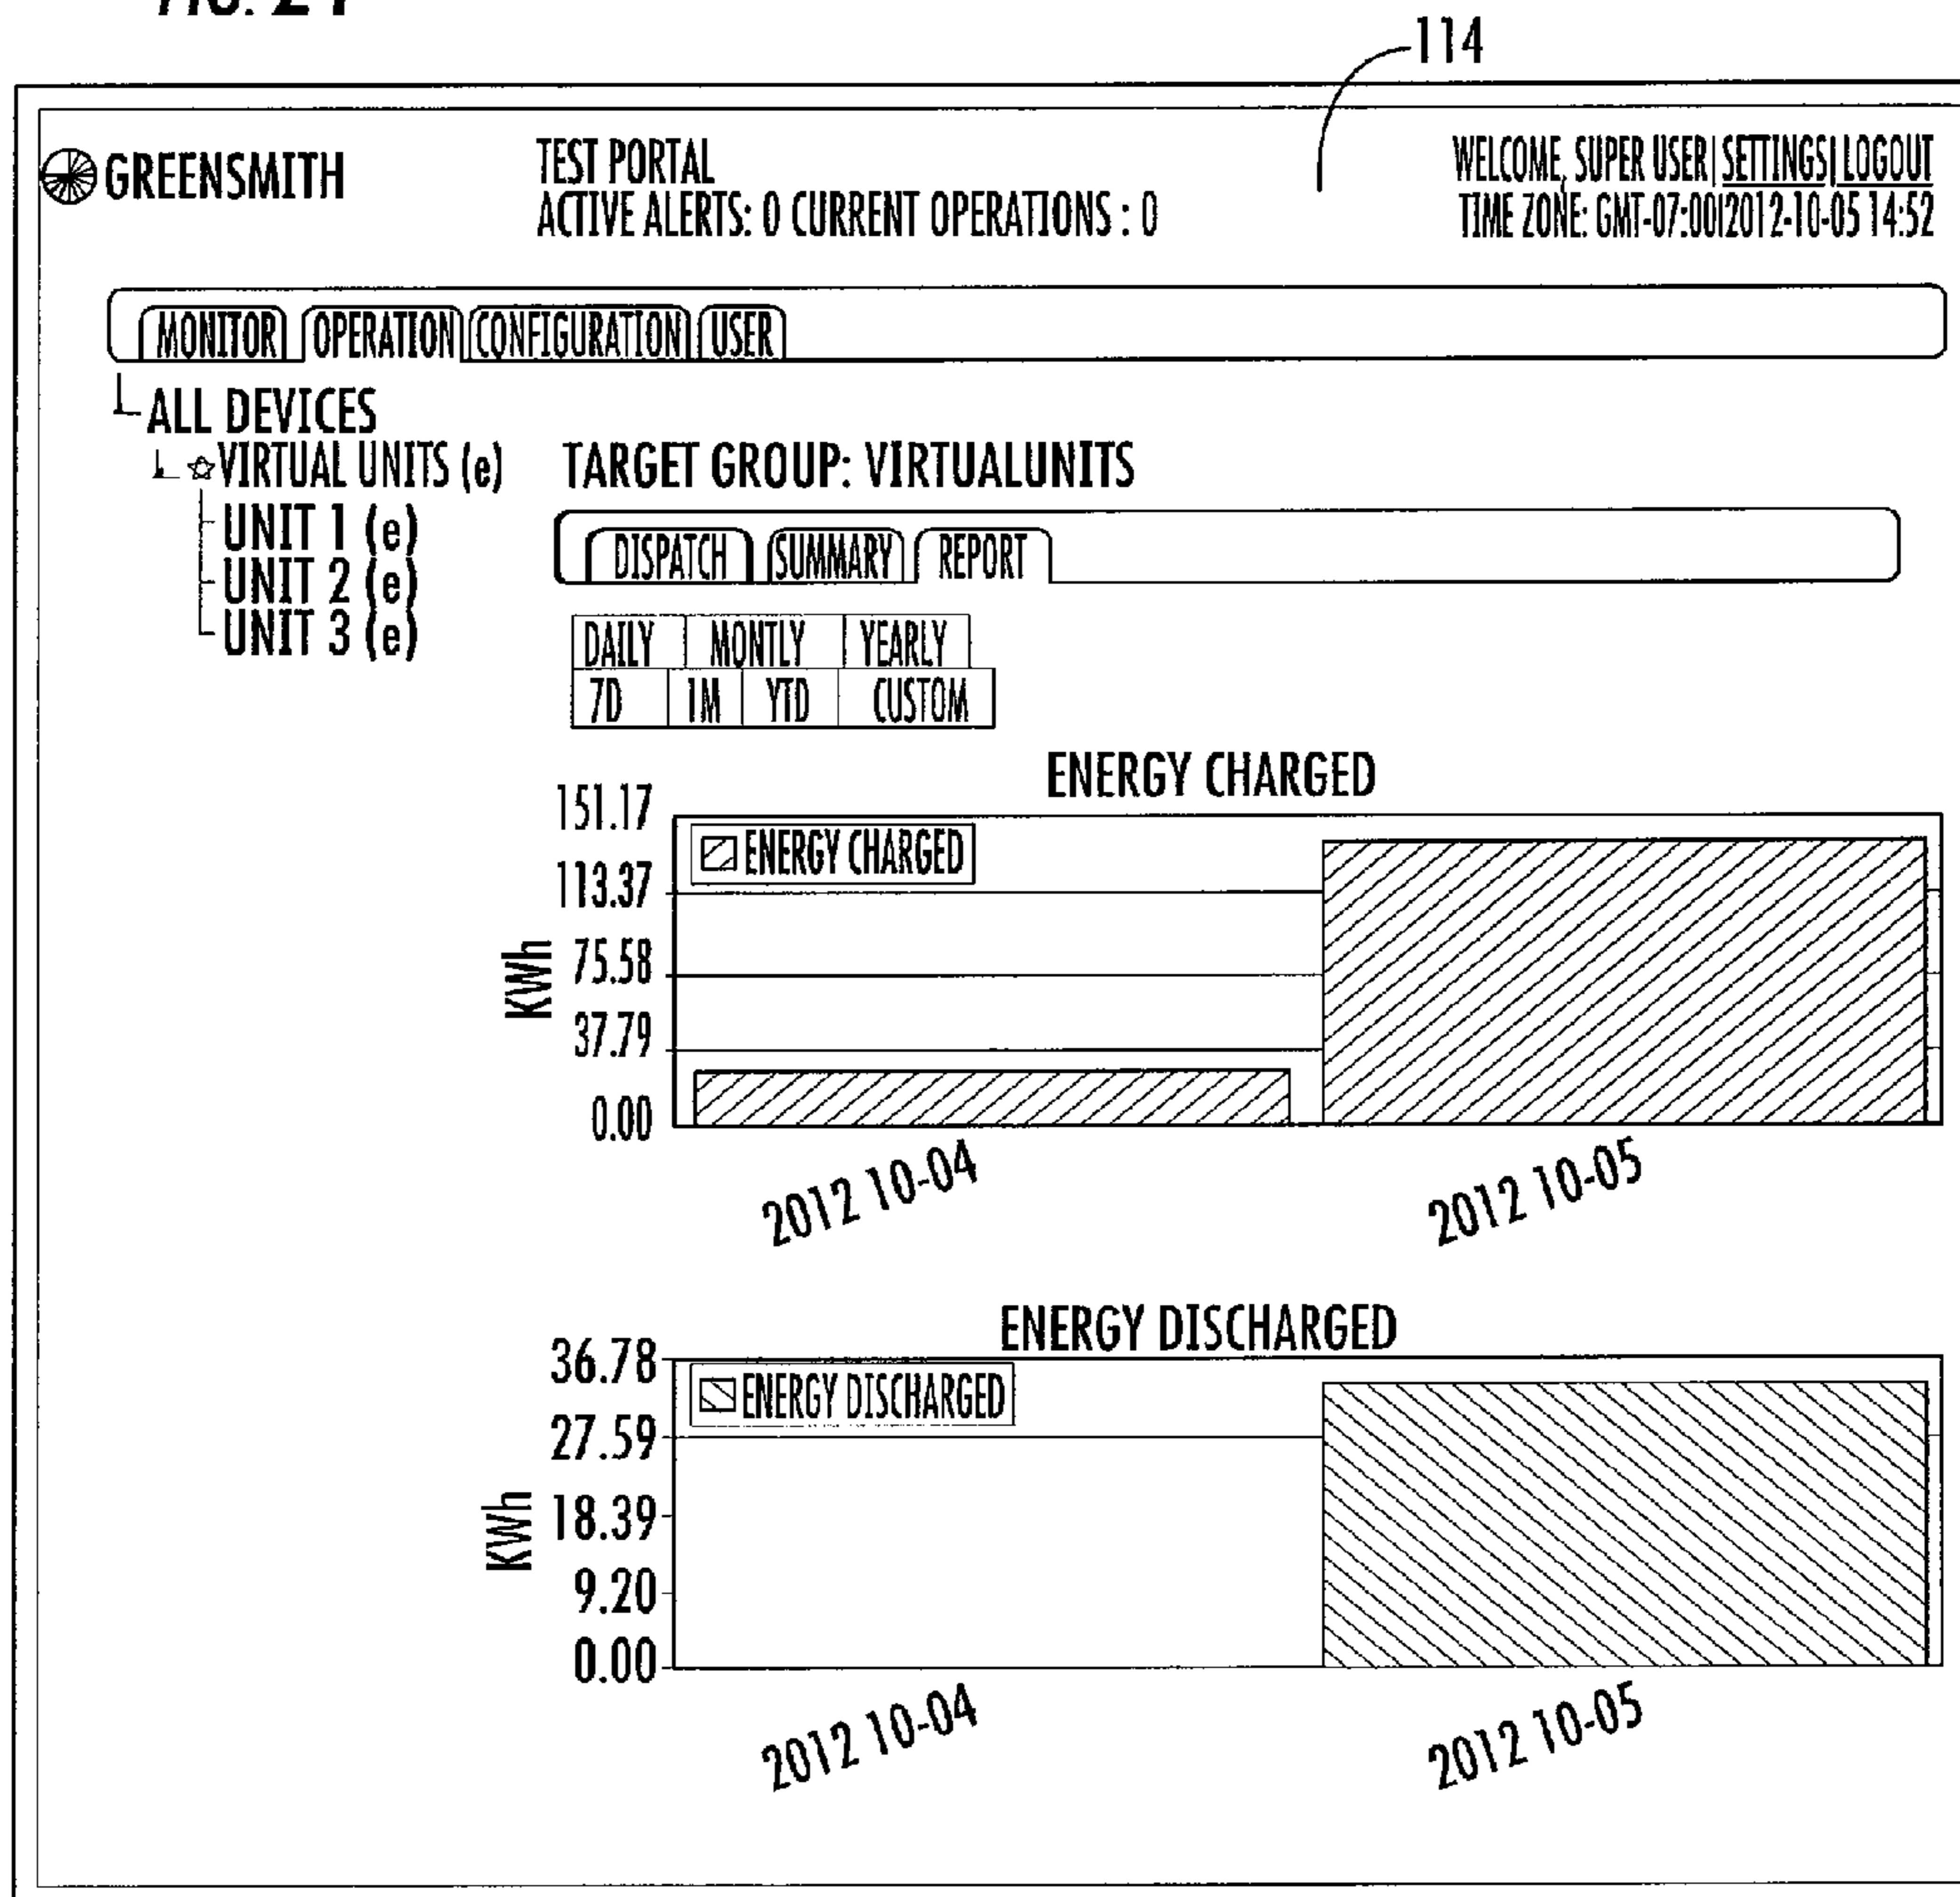 FIG. 24
114
GREENSMITH
TEST PORTAL
ACTIVE ALERTS: 0 CURRENT OPERATIONS : 0
WELCOME, SUPER USER|SETTINGS|LOGOUT
TIME ZONE: GMT-07:00|2012-10-05 14:52
MONITOR OPERATION CONFIGURATION USER
ALL DEVICES
☆VIRTUAL UNITS (e)
UNIT 1 (e)
UNIT 2 (e)
UNIT 3 (e)
TARGET GROUP: VIRTUALUNITS
DISPATCH SUMMARY REPORT
DAILY MONTLY YEARLY
7D 1M YTD CUSTOM
ENERGY CHARGED
ENERGY CHARGED
KWh
151.17
113.37
75.58
37.79
0.00
2012 10-04 2012 10-05
ENERGY DISCHARGED
ENERGY DISCHARGED
KWh
36.78
27.59
18.39
9.20
0.00
2012 10-04 2012 10-05